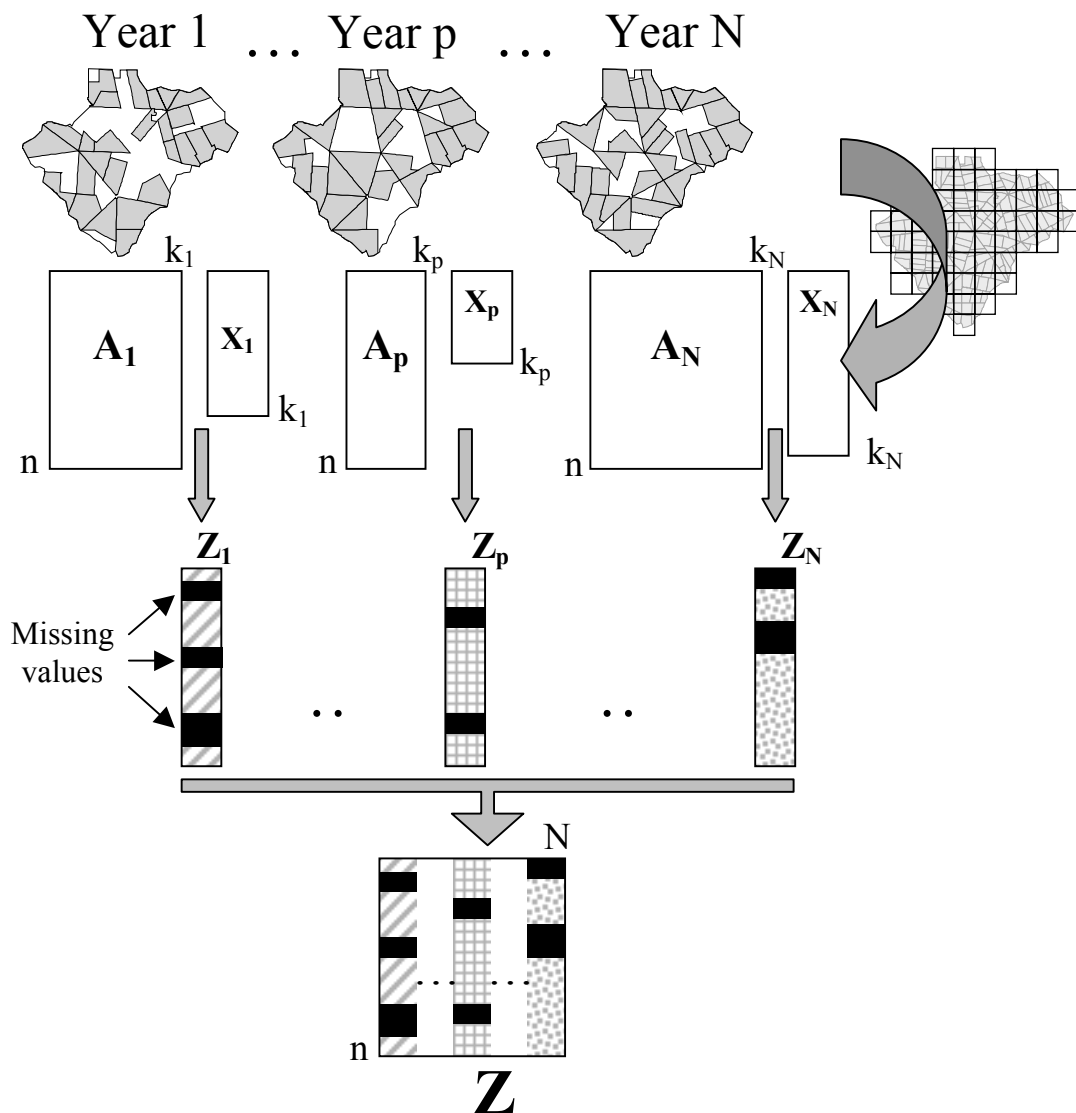 Year 1 ... Year p ... Year N
k1 kp kN
A1 X1 Ap Xp AN XN
kp
k1
kN
n n n
Z1 Zp ZN
Missing
values
.. ..
N
...... ......
n
Z